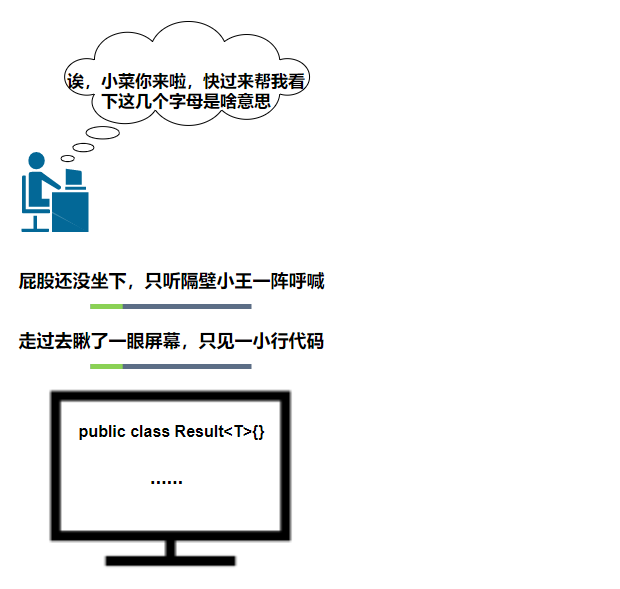 诶，小菜你来啦，快过来帮我看
下这几个字母是啥意思
屁股还没坐下，只听隔壁小王一阵呼喊
走过去瞅了一眼屏幕，只见一小行代码
public class Result<T>{}
......